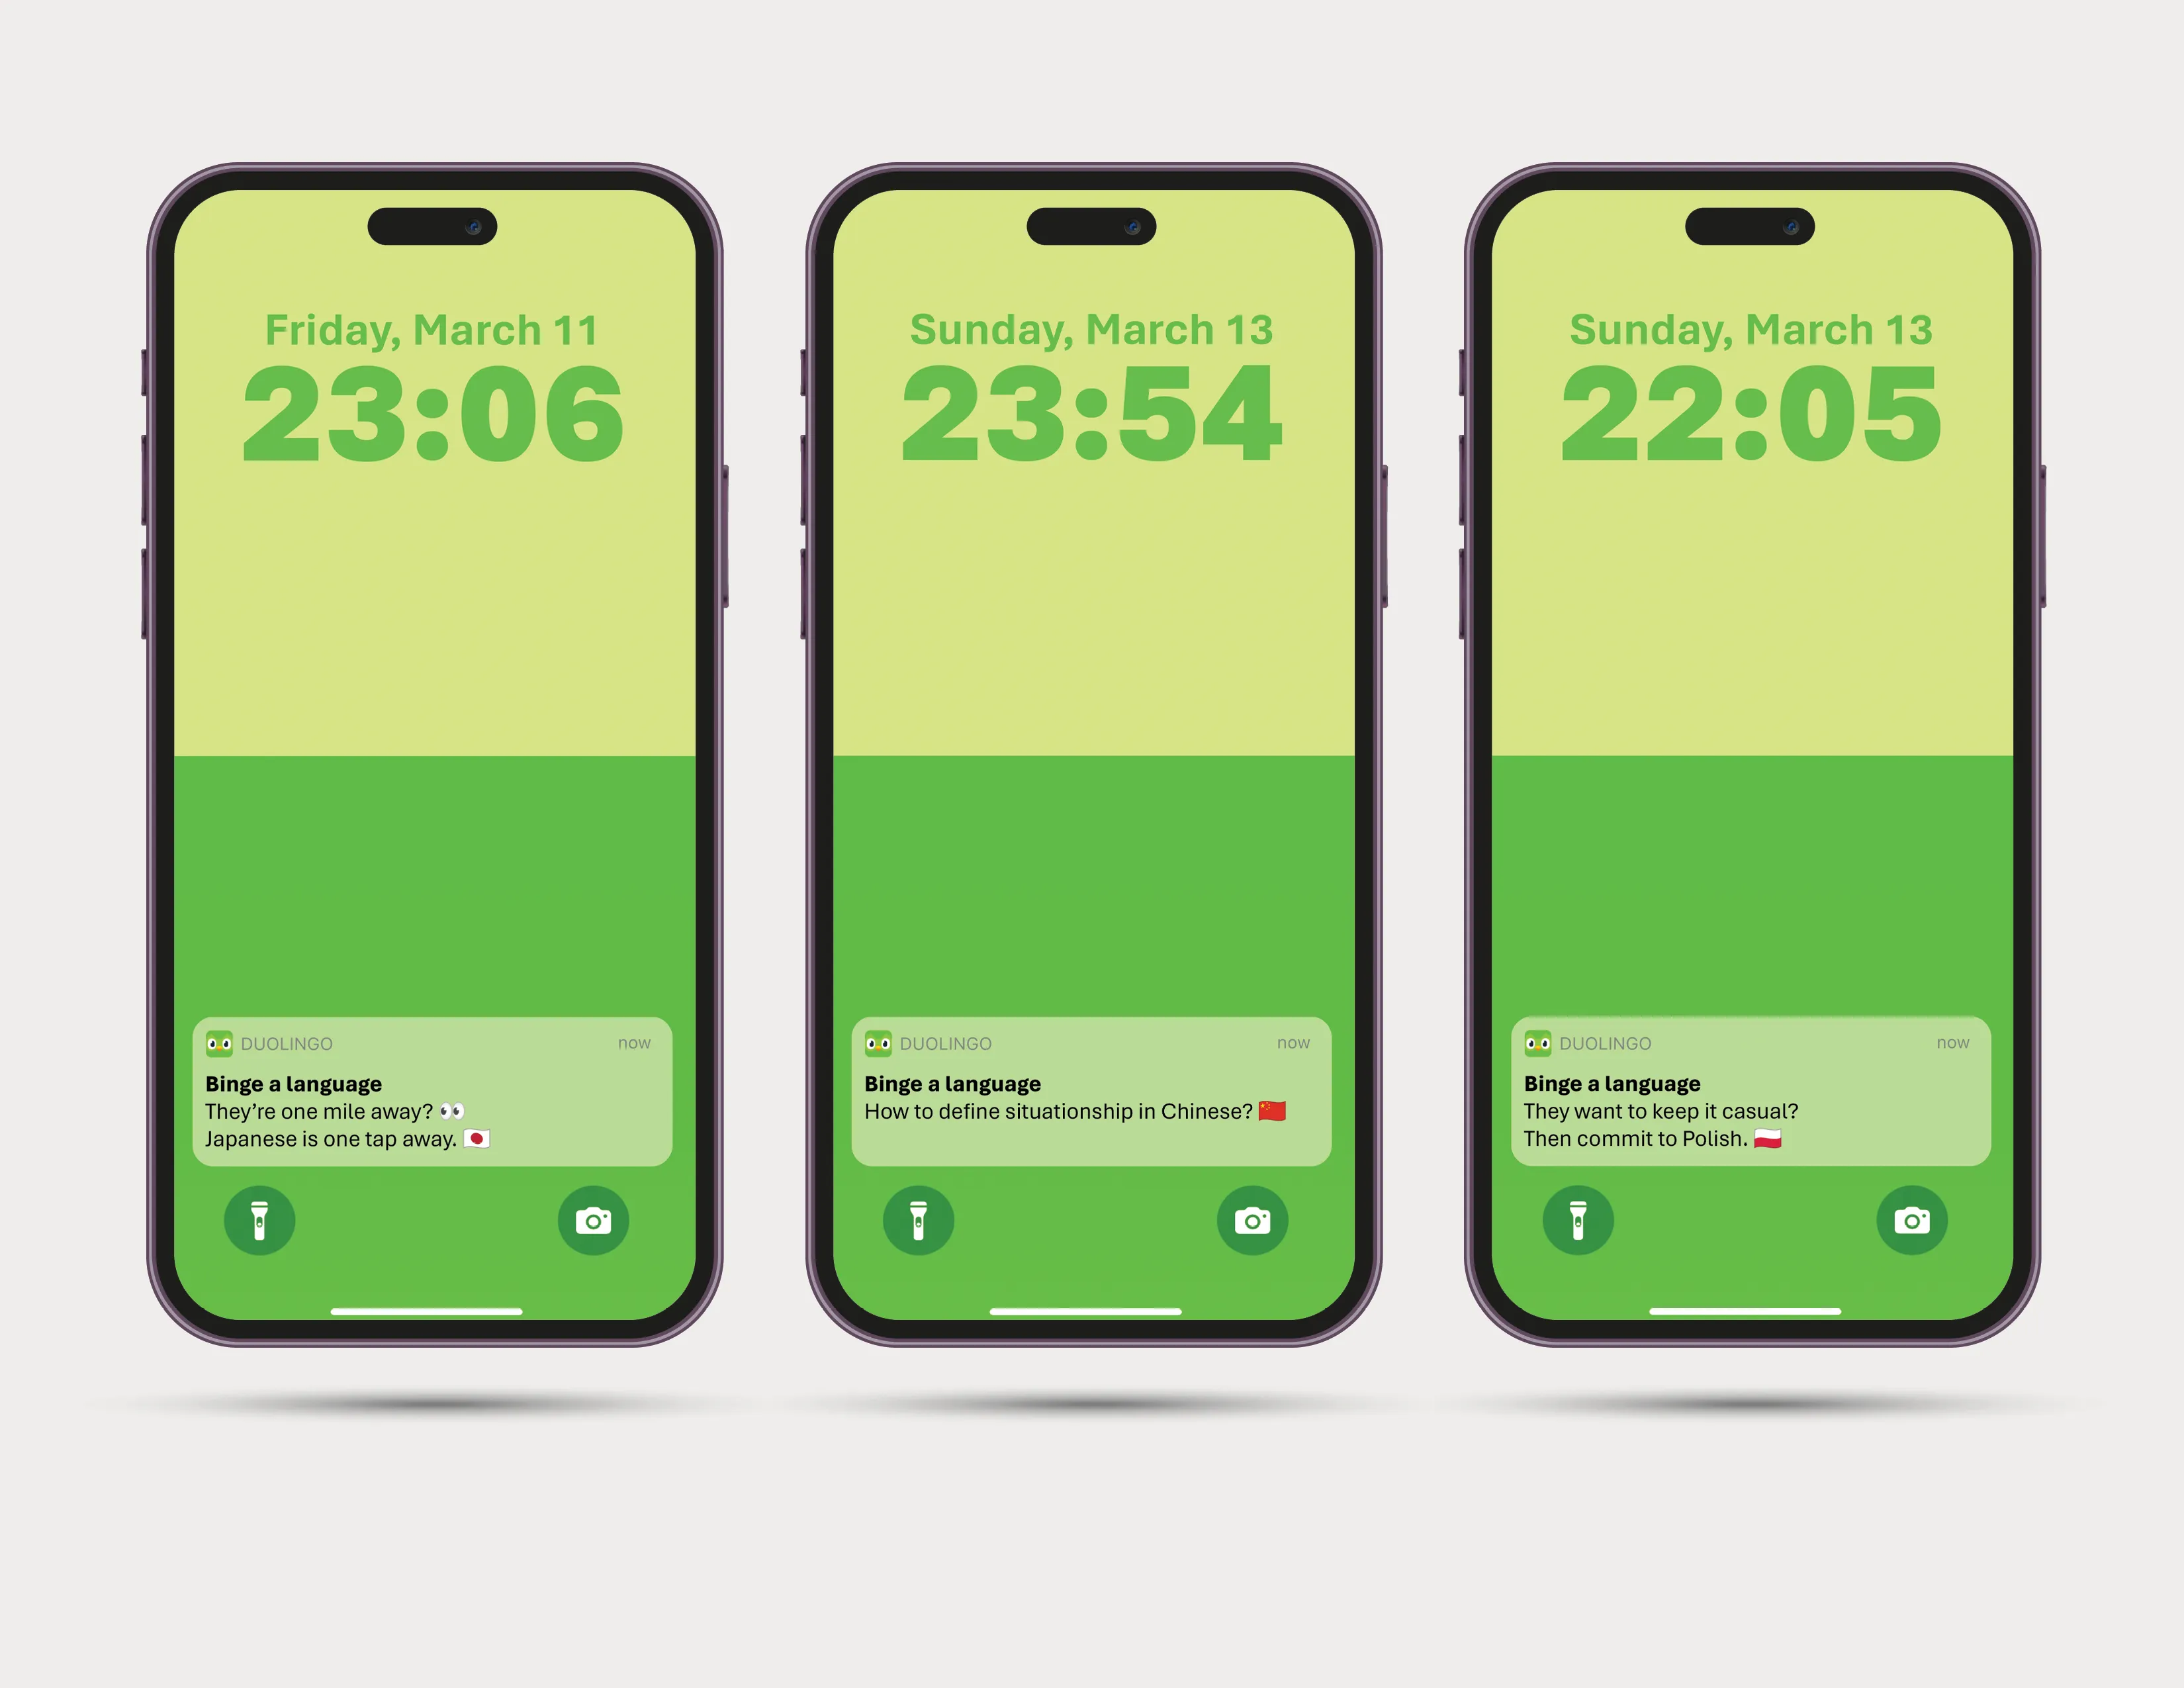 Friday, March 11
23:06
DUOLINGO now
Binge a language
They're one mile away? 👀
Japanese is one tap away. 🇯🇵
Sunday, March 13
23:54
DUOLINGO now
Binge a language
How to define situationship in Chinese? 🇨🇳
Sunday, March 13
22:05
DUOLINGO now
Binge a language
They want to keep it casual?
Then commit to Polish. 🇵🇱